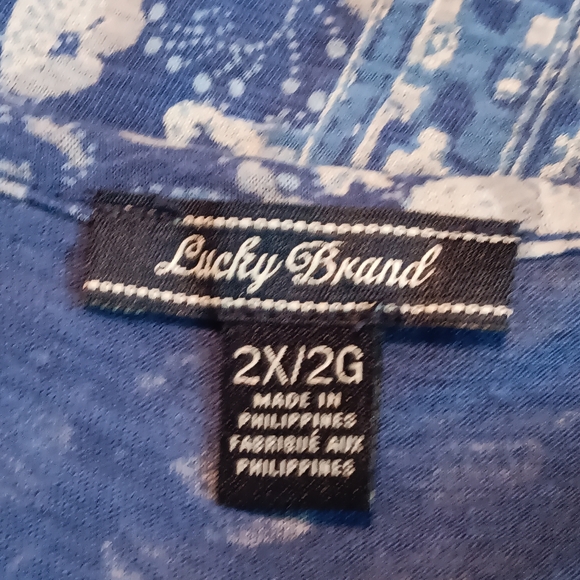 Lucky Brand
2X/2G
MADE IN
PHILIPPINES
FABRIQUÉ AUX
PHILIPPINES